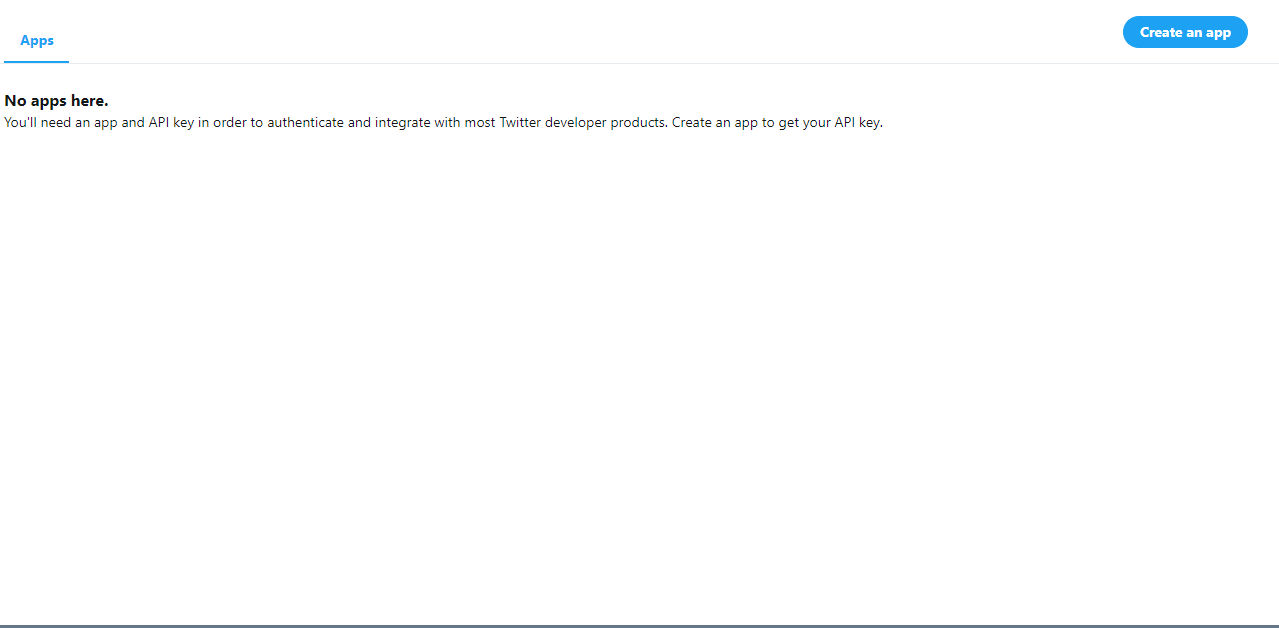 Apps
Create an app
No apps here.
You'll need an app and API key in order to authenticate and integrate with most Twitter developer products. Create an app to get your API key.